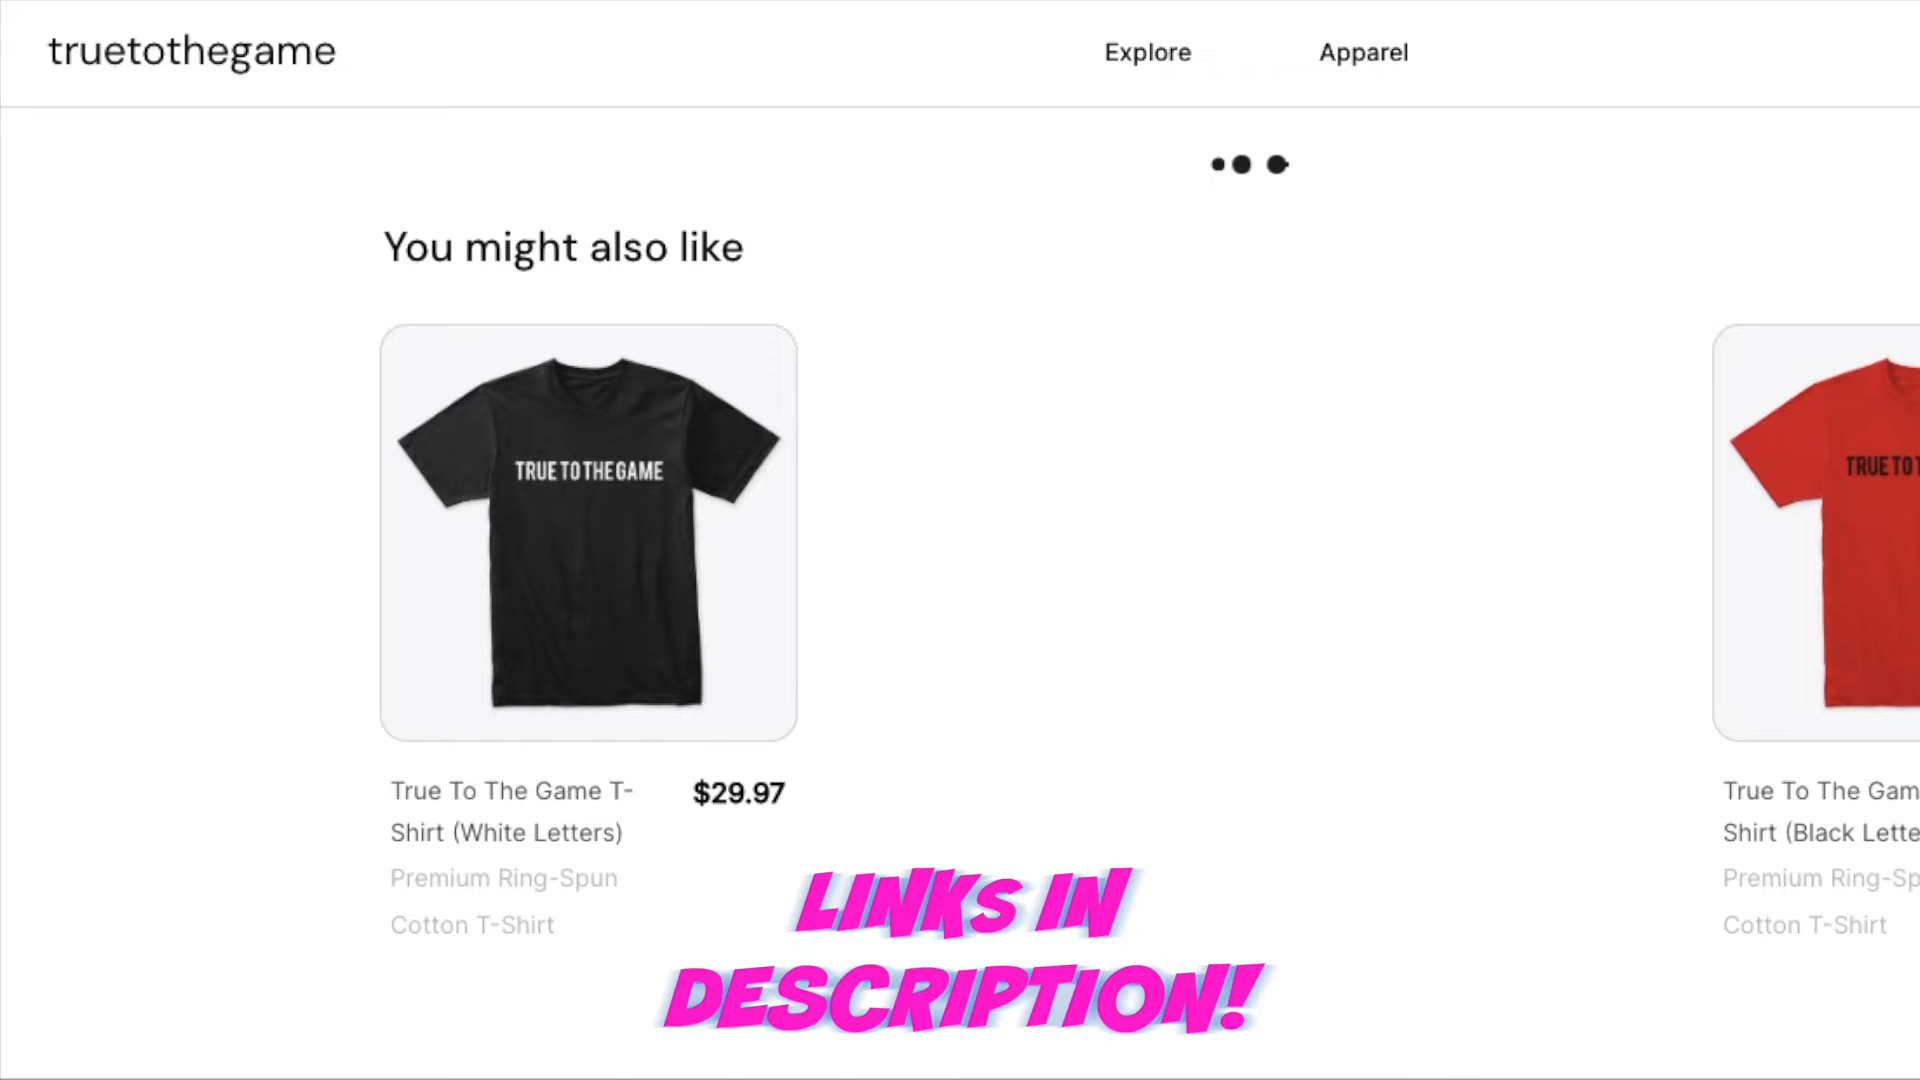 truetothegame
Explore
Apparel
You might also like
TRUE TO THE GAME
TRUE TO
True To The Game T-
Shirt (White Letters)
$29.97
Premium Ring-Spun
Cotton T-Shirt
True To The Gam
Shirt (Black Lette
Premium Ring-Sp
Cotton T-Shirt
LINKS IN
DESCRIPTION!